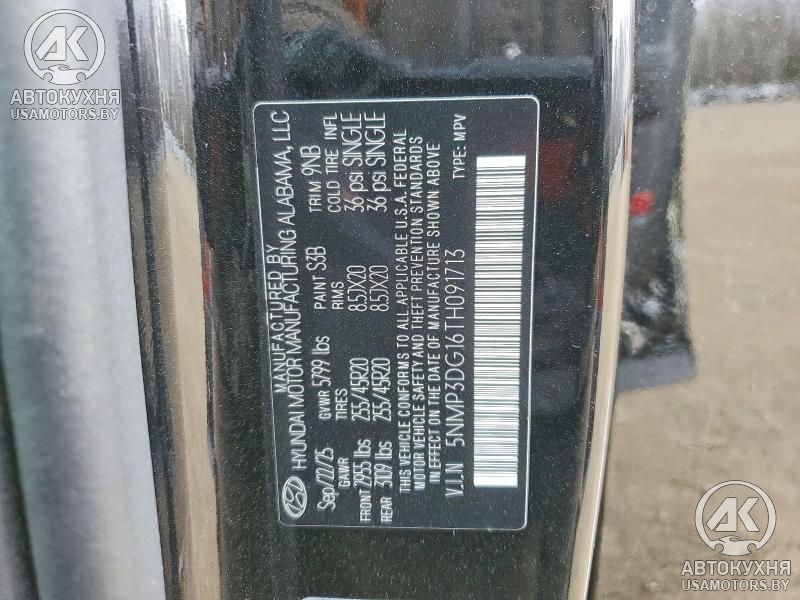 AK
АВТОКУХНЯ
USAMOTORS.BY
MANUFACTURED BY
HYUNDAI MOTOR MANUFACTURING ALABAMA, LLC
Sep/22/25 GVWR 5799 lbs PAINT S3B TRIM 9NB
GAWR TIRES RIMS COLD TIRE INFL
FRONT 2955 lbs 255/45R20 8.5JX20 36 psi SINGLE
REAR 3109 lbs 255/45R20 8.5JX20 36 psi SINGLE
THIS VEHICLE CONFORMS TO ALL APPLICABLE U.S.A. FEDERAL
MOTOR VEHICLE SAFETY AND THEFT PREVENTION STANDARDS
IN EFFECT ON THE DATE OF MANUFACTURE SHOWN ABOVE
V.I.N 5NMP3DG16TH091713 TYPE: MPV
AK
АВТОКУХНЯ
USAMOTORS.BY